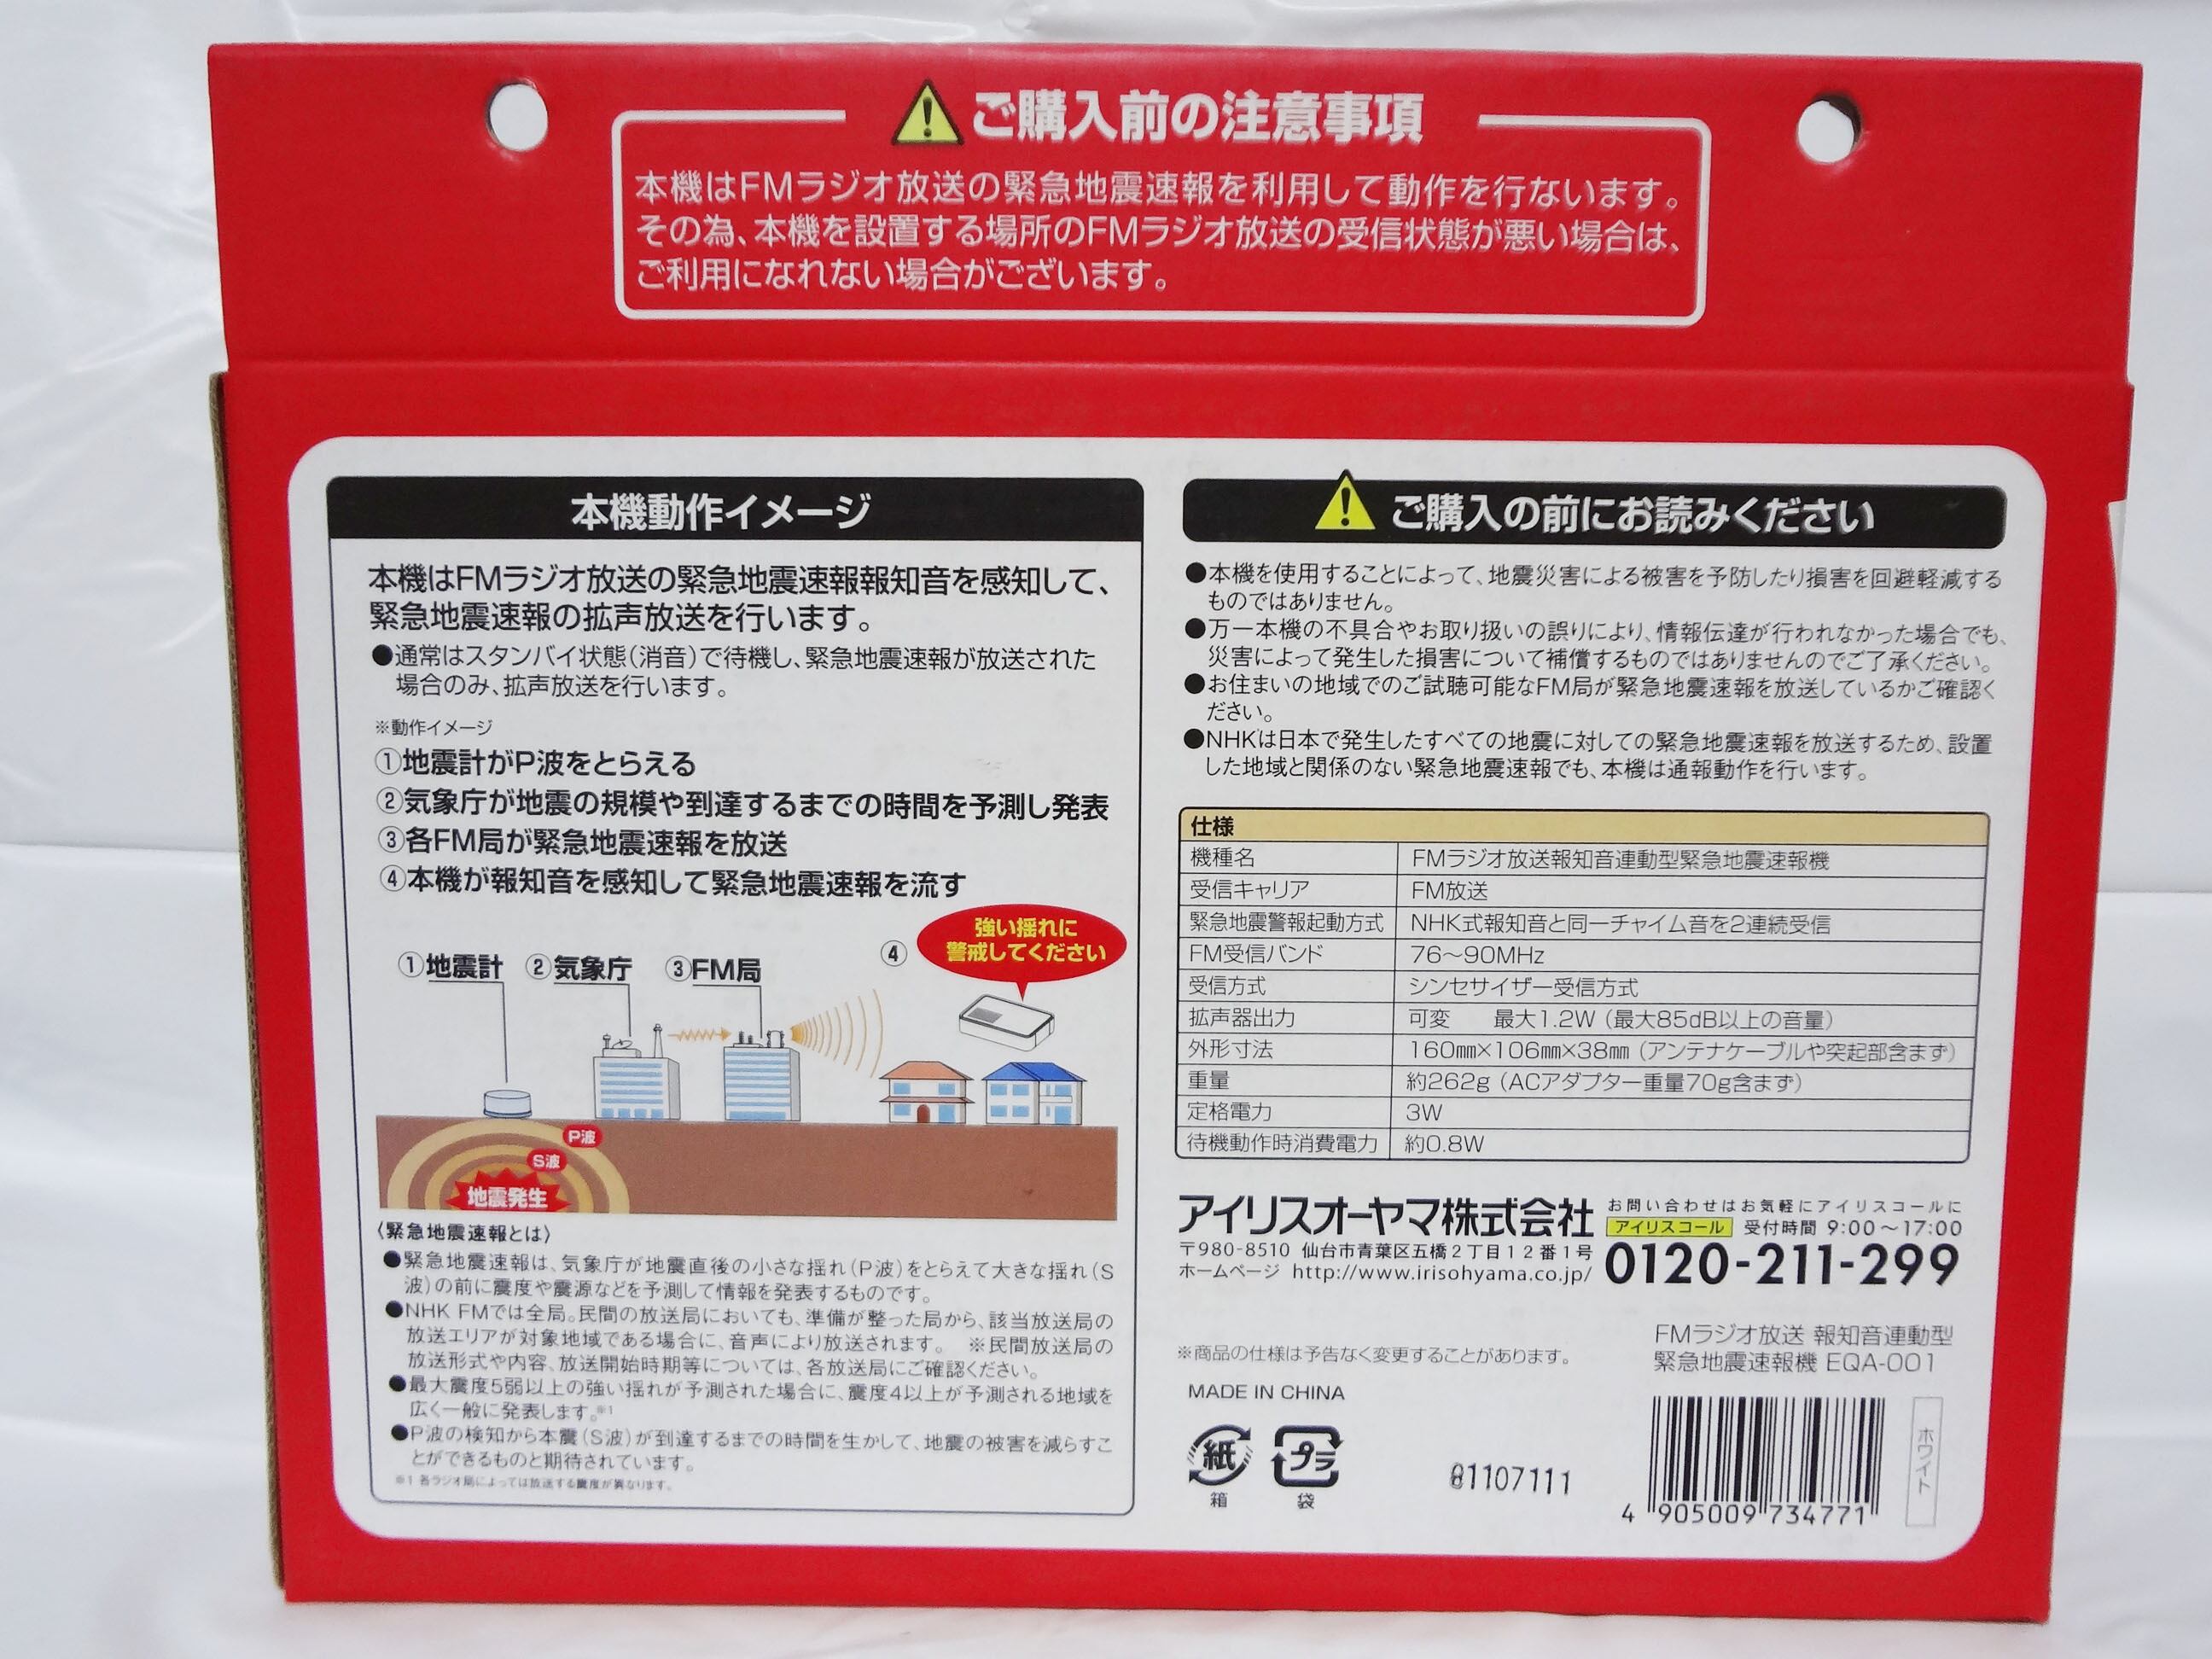 ご購入前の注意事項
本機はFMラジオ放送の緊急地震速報を利用して動作を行ないます。
その為、本機を設置する場所のFMラジオ放送の受信状態が悪い場合は、
ご利用になれない場合がございます。
本機動作イメージ
本機はFMラジオ放送の緊急地震速報報知音を感知して、
緊急地震速報の拡声放送を行います。
●通常はスタンバイ状態(消音)で待機し、緊急地震速報が放送された
場合のみ、拡声放送を行います。
※動作イメージ
①地震計がP波をとらえる
②気象庁が地震の規模や到達するまでの時間を予測し発表
③各FM局が緊急地震速報を放送
④本機が報知音を感知して緊急地震速報を流す
①地震計 ②気象庁 ③FM局 ④
強い揺れに
警戒してください
P波
S波
地震発生
〈緊急地震速報とは〉
●緊急地震速報は、気象庁が地震直後の小さな揺れ(P波)をとらえて大きな揺れ(S
波)の前に震度や震源などを予測して情報を発表するものです。
●NHK FMでは全局。民間の放送局においても、準備が整った局から、該当放送局の
放送エリアが対象地域である場合に、音声により放送されます。 ※民間放送局の
放送形式や内容、放送開始時期等については、各放送局にご確認ください。
●最大震度5弱以上の強い揺れが予測された場合に、震度4以上が予測される地域を
広く一般に発表します。※1
●P波の検知から本震(S波)が到達するまでの時間を生かして、地震の被害を減らすこ
とができるものと期待されています。
※1 各ラジオ局によっては放送する震度が異なります。
ご購入の前にお読みください
●本機を使用することによって、地震災害による被害を予防したり損害を回避軽減する
ものではありません。
●万一本機の不具合やお取り扱いの誤りにより、情報伝達が行われなかった場合でも、
災害によって発生した損害について補償するものではありませんのでご了承ください。
●お住まいの地域でのご試聴可能なFM局が緊急地震速報を放送しているかご確認く
ださい。
●NHKは日本で発生したすべての地震に対しての緊急地震速報を放送するため、設置
した地域と関係のない緊急地震速報でも、本機は通報動作を行います。
仕様
機種名 FMラジオ放送報知音連動型緊急地震速報機
受信キャリア FM放送
緊急地震警報起動方式 NHK式報知音と同一チャイム音を2連続受信
FM受信バンド 76～90MHz
受信方式 シンセサイザー受信方式
拡声器出力 可変 最大1.2W(最大85dB以上の音量)
外形寸法 160㎜×106㎜×38㎜(アンテナケーブルや突起部含まず)
重量 約262g(ACアダプター重量70g含まず)
定格電力 3W
待機動作時消費電力 約0.8W
アイリスオーヤマ株式会社
〒980-8510 仙台市青葉区五橋2丁目12番1号
ホームページ http://www.irisohyama.co.jp/
お問い合わせはお気軽にアイリスコールに
アイリスコール 受付時間 9:00～17:00
0120-211-299
※商品の仕様は予告なく変更することがあります。
MADE IN CHINA
紙
箱
プラ
袋
81107111
FMラジオ放送 報知音連動型
緊急地震速報機 EQA-001
ホワイト
4 905009 734771